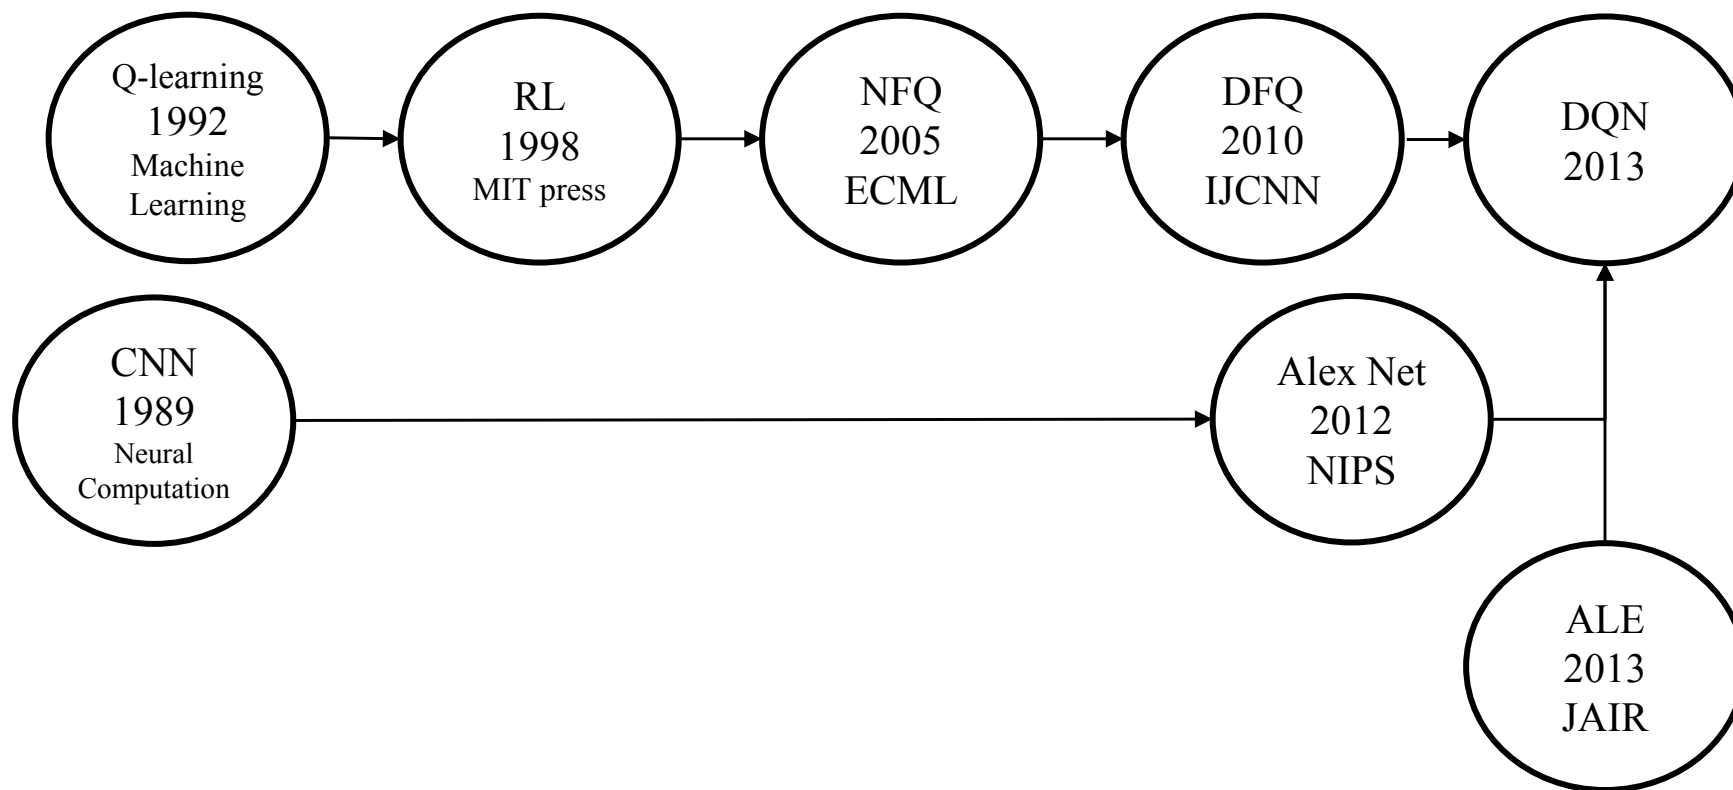 Q-learning
1992
Machine
Learning
RL
1998
MIT press
NFQ
2005
ECML
DFQ
2010
IJCNN
DQN
2013
CNN
1989
Neural
Computation
Alex Net
2012
NIPS
ALE
2013
JAIR